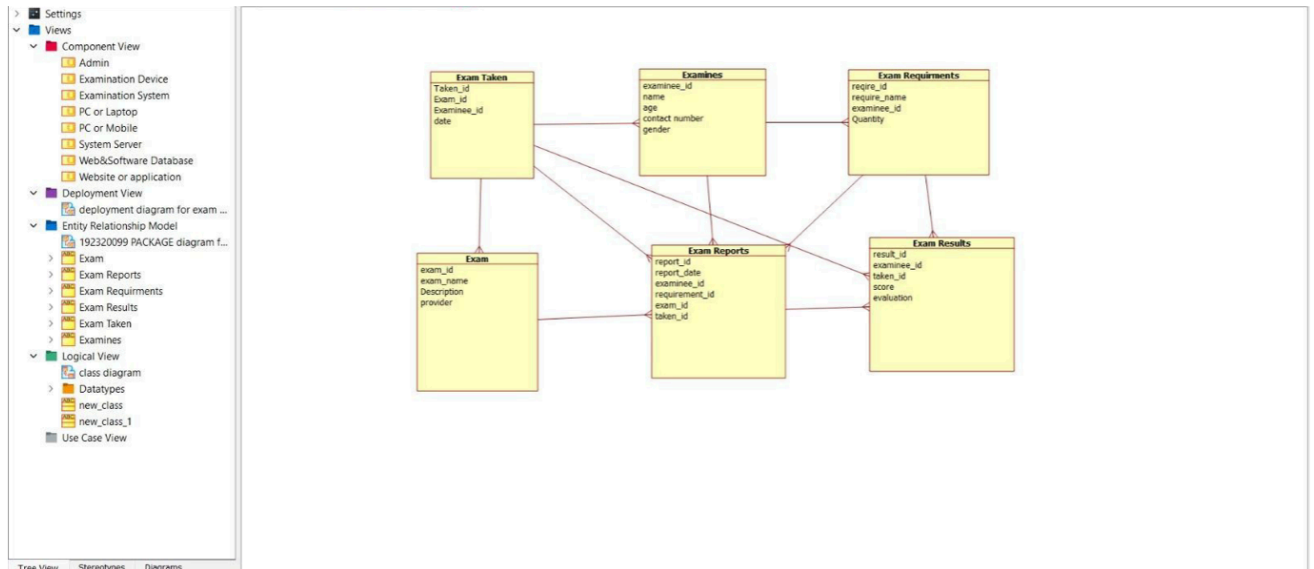 Settings
Views
Component View
Admin
Examination Device
Examination System
PC or Laptop
PC or Mobile
System Server
Web&Software Database
Website or application
Deployment View
deployment diagram for exam ...
Entity Relationship Model
192320099 PACKAGE diagram f...
Exam
Exam Reports
Exam Requirments
Exam Results
Exam Taken
Examines
Logical View
class diagram
Datatypes
new_class
new_class_1
Use Case View
Tree View Stereotypes Diagrams
Exam Taken
Taken_id
Exam_id
Examinee_id
date
Examines
examinee_id
name
age
contact number
gender
Exam Requirments
reqire_id
require_name
examinee_id
Quantity
Exam
exam_id
exam_name
Description
provider
Exam Reports
report_id
report_date
examinee_id
requirement_id
exam_id
taken_id
Exam Results
result_id
examinee_id
taken_id
score
evaluation